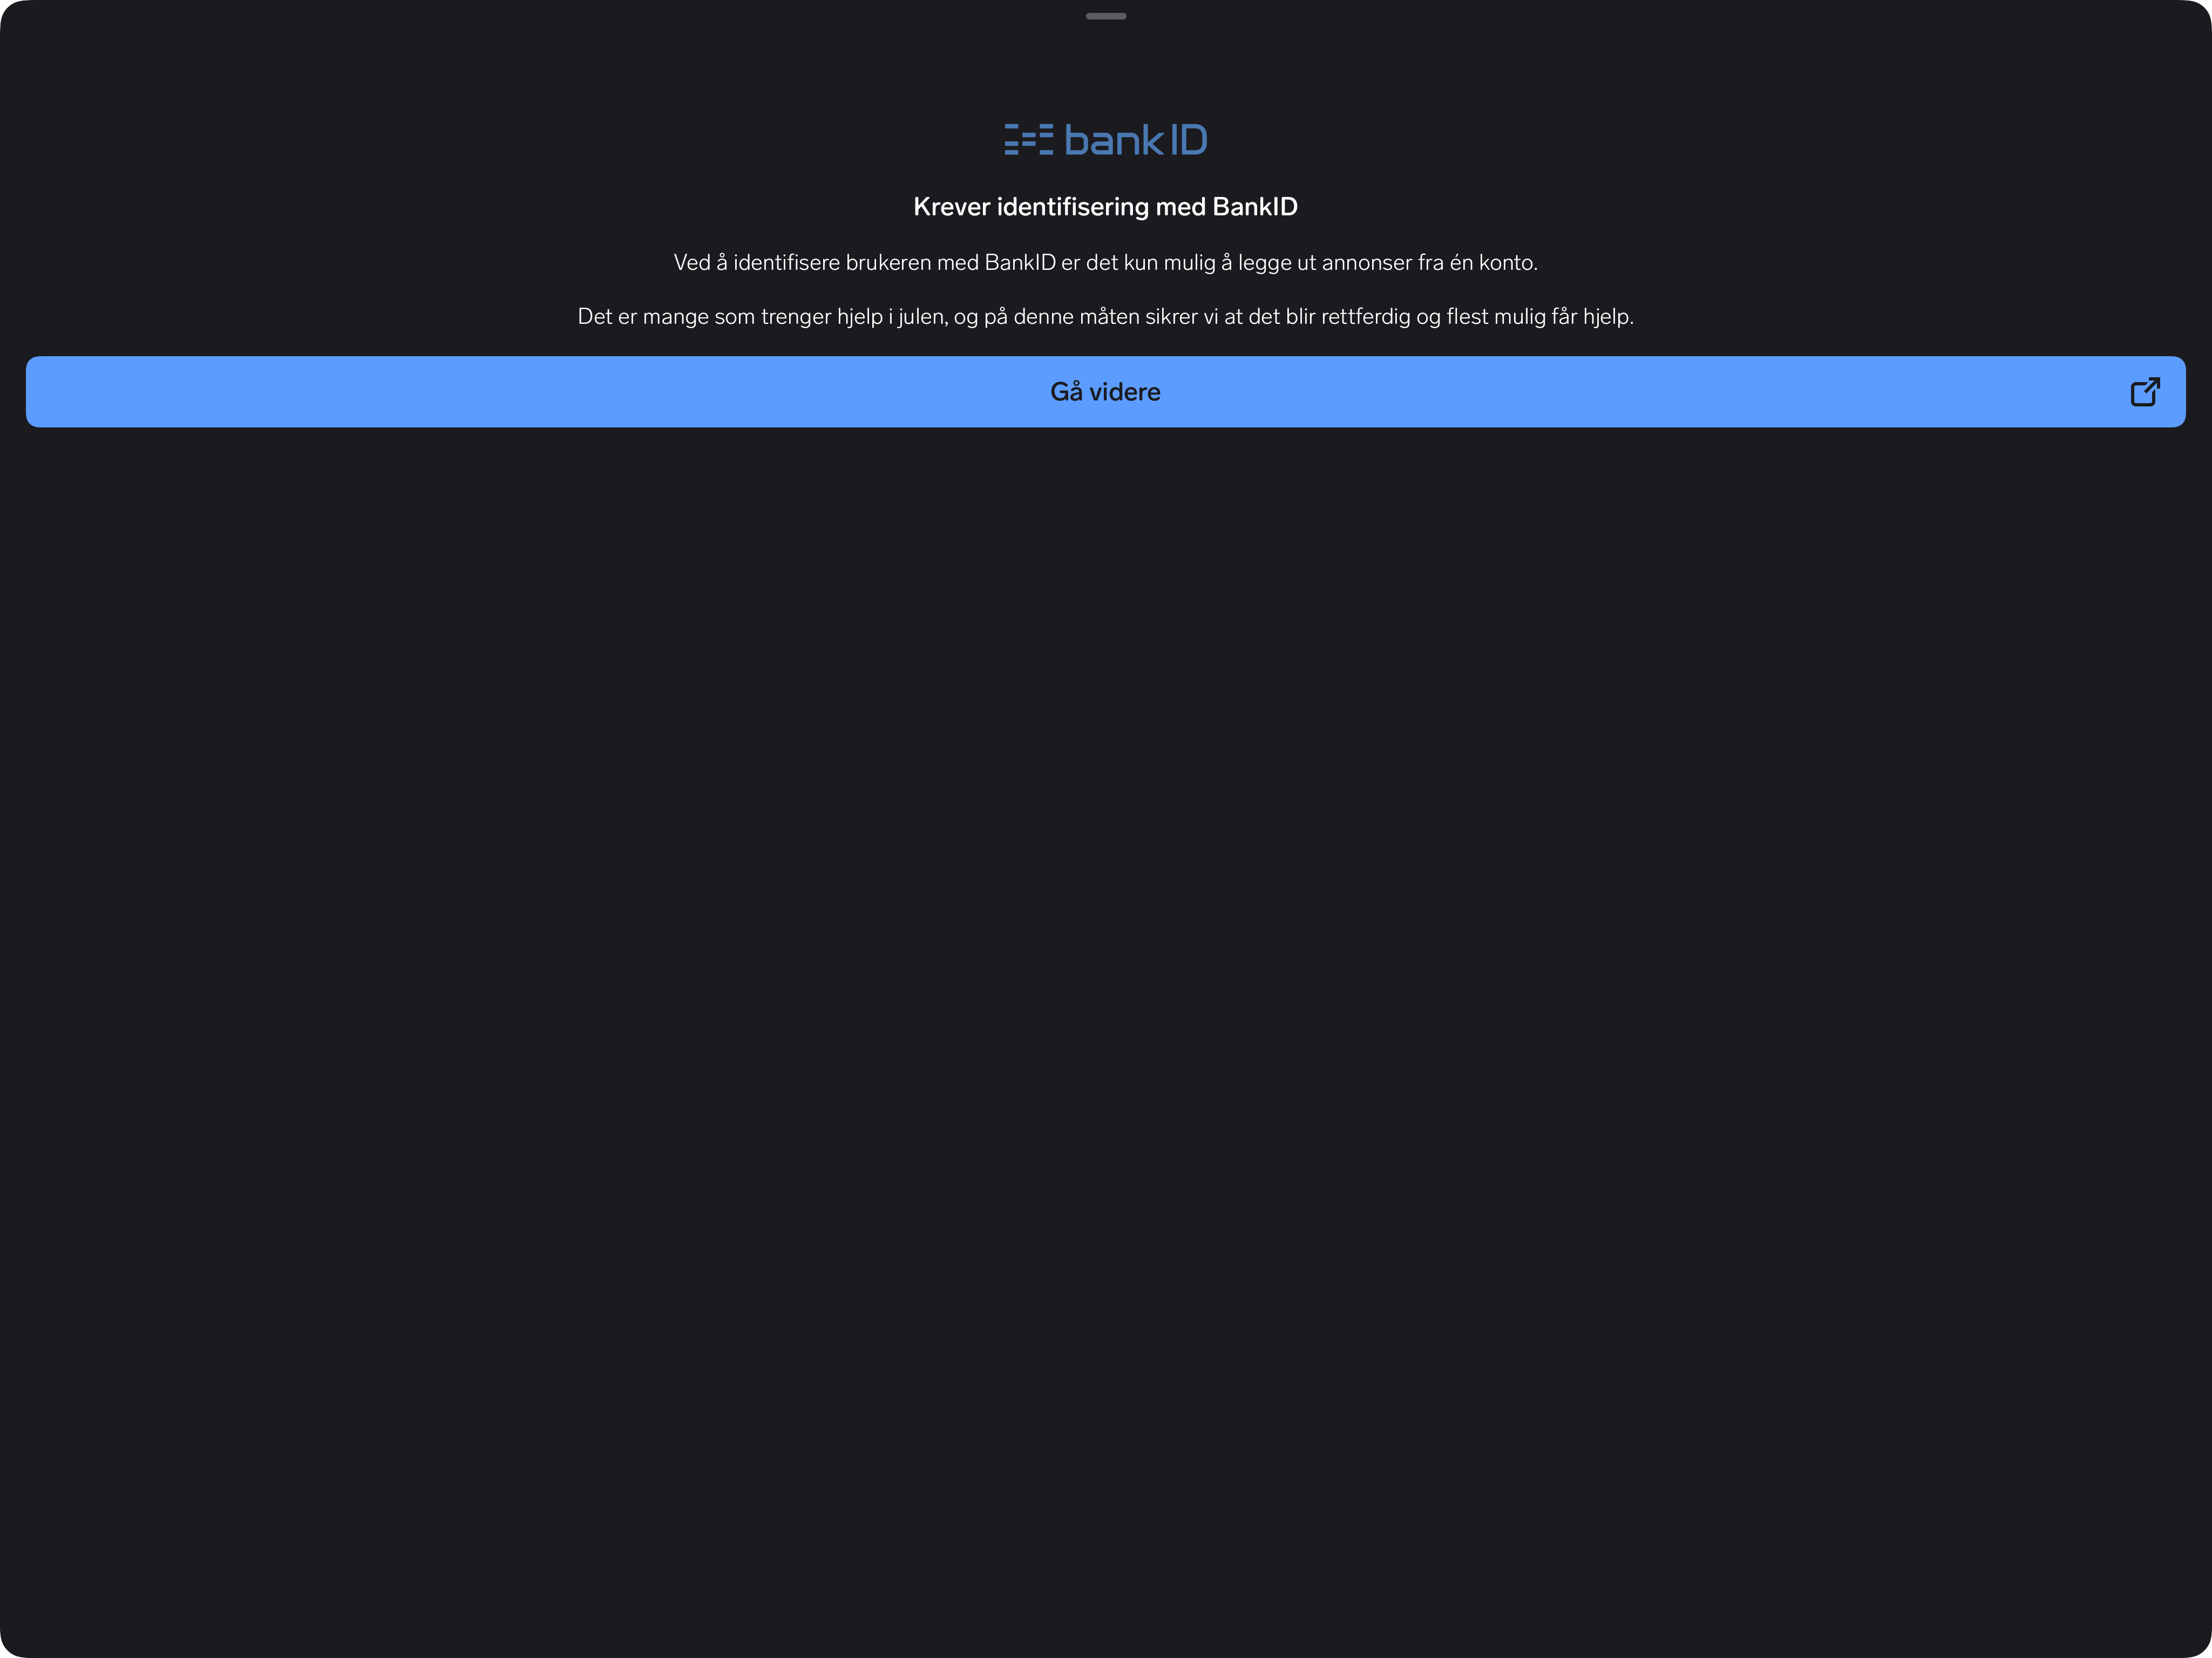 bankID
Krever identifisering med BankID
Ved å identifisere brukeren med BankID er det kun mulig å legge ut annonser fra én konto.
Det er mange som trenger hjelp i julen, og på denne måten sikrer vi at det blir rettferdig og flest mulig får hjelp.
Gå videre